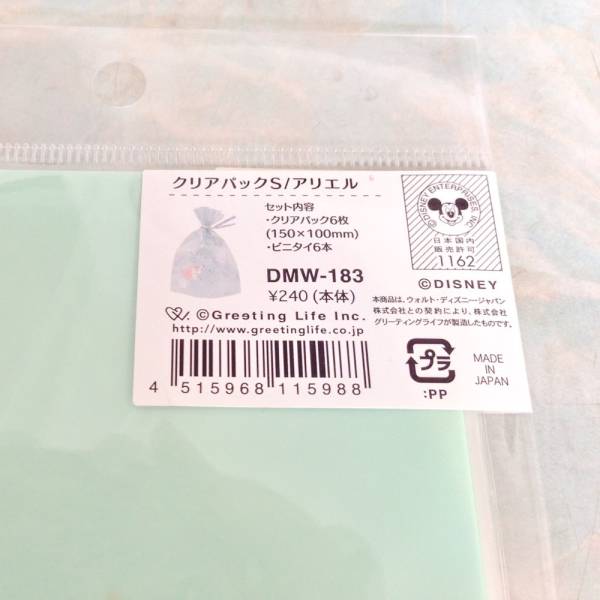 クリアパックS/アリエル
セット内容
・クリアパック6枚
(150×100mm)
・ビニタイ6本
DMW-183
¥240(本体)
©Greeting Life Inc.
http://www.greetinglife.co.jp
4 515968 115988
©DISNEY ENTERPRISES, INC.
日本国内
販売許可
1162
©DISNEY
本商品は、ウォルト・ディズニー・ジャパン
株式会社との契約により、株式会社
グリーティングライフが製造したものです。
プラ
:PP
MADE
IN
JAPAN